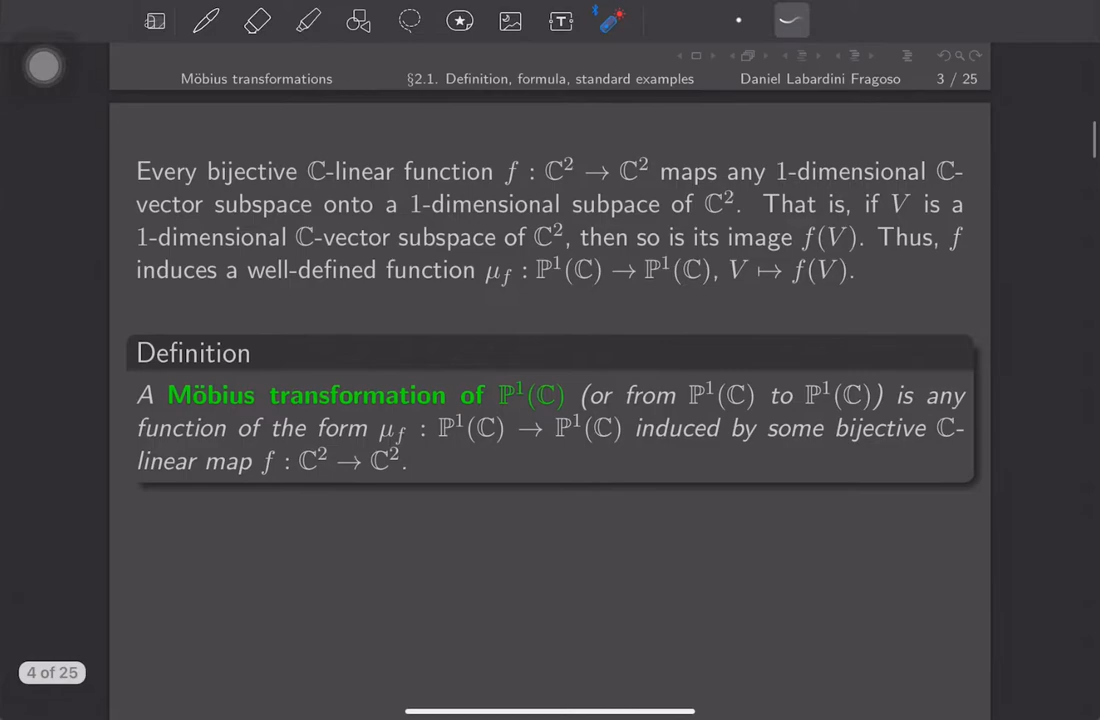 Möbius transformations §2.1. Definition, formula, standard examples Daniel Labardini Fragoso 3 / 25
Every bijective ℂ-linear function f : ℂ² → ℂ² maps any 1-dimensional ℂ-
vector subspace onto a 1-dimensional subpace of ℂ². That is, if V is a
1-dimensional ℂ-vector subspace of ℂ², then so is its image f(V). Thus, f
induces a well-defined function μ_f : ℙ¹(ℂ) → ℙ¹(ℂ), V ↦ f(V).
Definition
A Möbius transformation of ℙ¹(ℂ) (or from ℙ¹(ℂ) to ℙ¹(ℂ)) is any
function of the form μ_f : ℙ¹(ℂ) → ℙ¹(ℂ) induced by some bijective ℂ-
linear map f : ℂ² → ℂ².
4 of 25